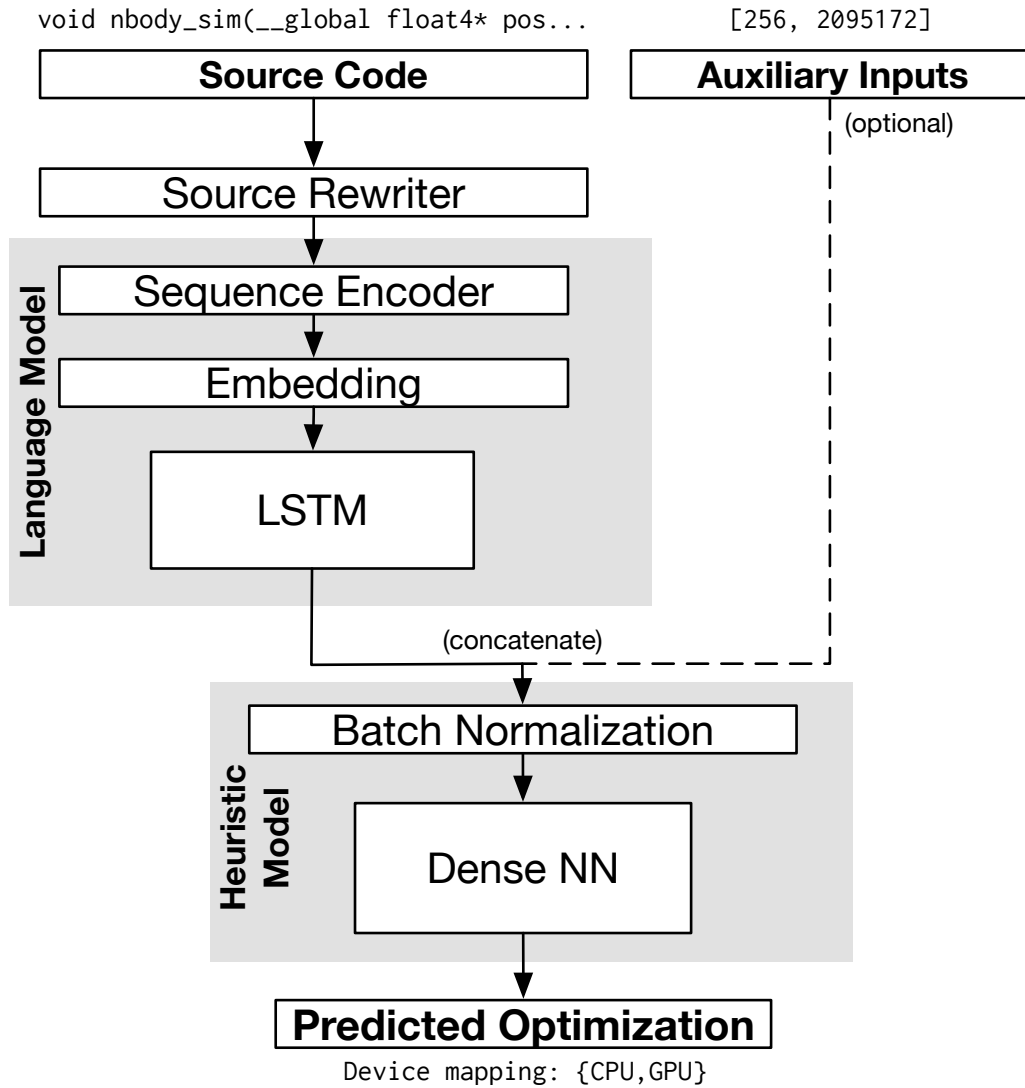 void nbody_sim(__global float4* pos...
[256, 2095172]
Source Code
Auxiliary Inputs
(optional)
Source Rewriter
Language Model
Sequence Encoder
Embedding
LSTM
(concatenate)
Heuristic
Model
Batch Normalization
Dense NN
Predicted Optimization
Device mapping: {CPU,GPU}